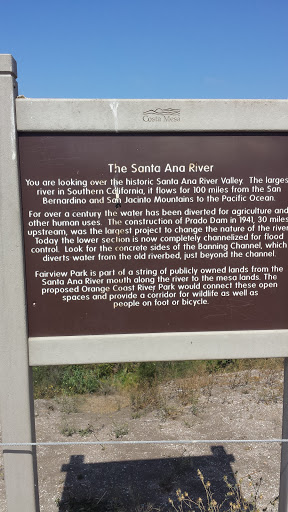 Costa Mesa
The Santa Ana River
You are looking over the historic Santa Ana River Valley. The larges
river in Southern California, it flows for 100 miles from the San
Bernardino and San Jacinto Mountains to the Pacific Ocean.
For over a century the water has been diverted for agriculture and
other human uses. The construction of Prado Dam in 1941, 30 miles
upstream, was the largest project to change the nature of the river
Today the lower section is now completely channelized for flood
control. Look for the concrete sides of the Banning Channel, which
diverts water from the old riverbed, just beyond the channel.
Fairview Park is part of a string of publicly owned lands from the
Santa Ana River mouth along the river to the mesa lands. The
proposed Orange Coast River Park would connect these open
spaces and provide a corridor for wildlife as well as
people on foot or bicycle.